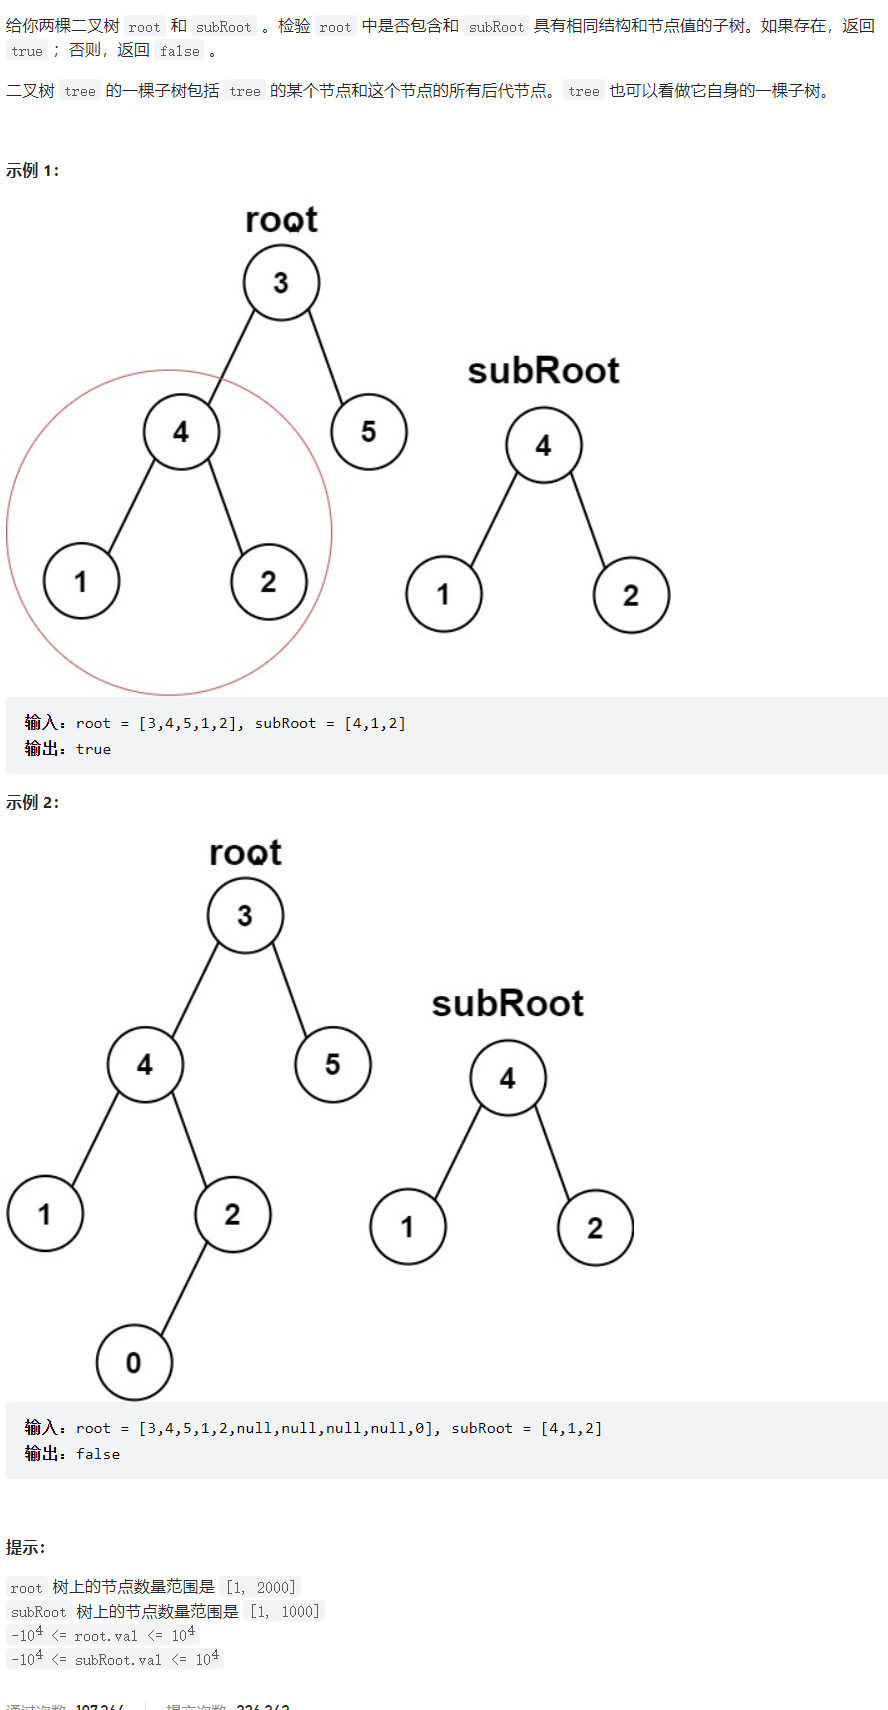 给你两棵二叉树 root 和 subRoot 。检验 root 中是否包含和 subRoot 具有相同结构和节点值的子树。如果存在，返回
true ；否则，返回 false 。
二叉树 tree 的一棵子树包括 tree 的某个节点和这个节点的所有后代节点。tree 也可以看做它自身的一棵子树。
示例 1：
root
3
subRoot
4
5
4
1
2
1
2
输入：root = [3,4,5,1,2], subRoot = [4,1,2]
输出：true
示例 2：
root
3
subRoot
4
5
4
1
2
1
2
0
输入：root = [3,4,5,1,2,null,null,null,null,0], subRoot = [4,1,2]
输出：false
提示：
root 树上的节点数量范围是 [1, 2000]
subRoot 树上的节点数量范围是 [1, 1000]
-10⁴ <= root.val <= 10⁴
-10⁴ <= subRoot.val <= 10⁴